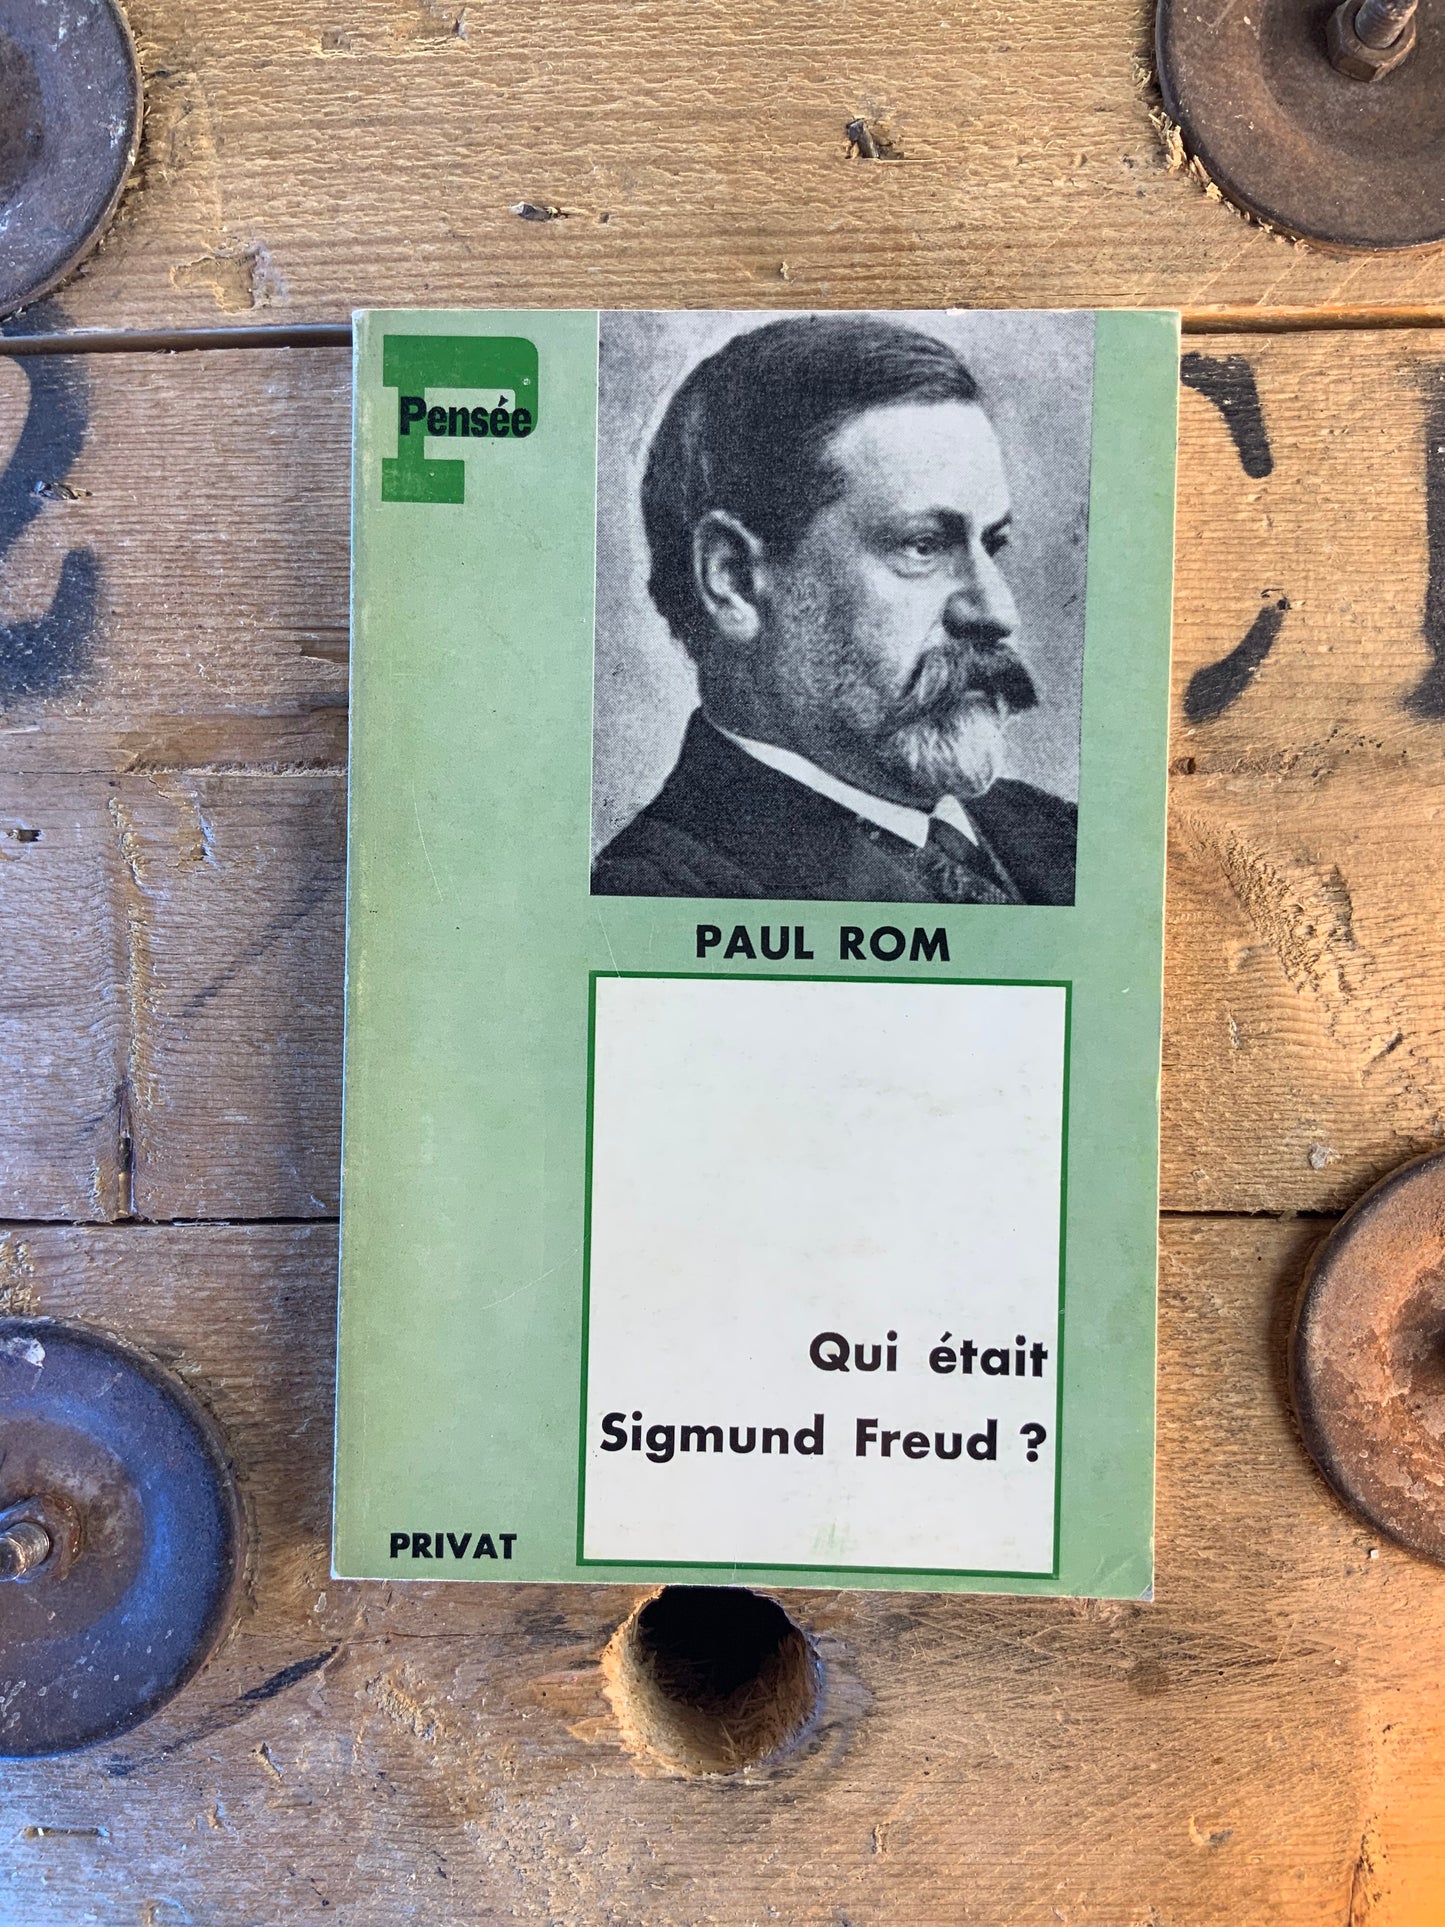 Pensée
PAUL ROM
Qui était
Sigmund Freud ?
PRIVAT